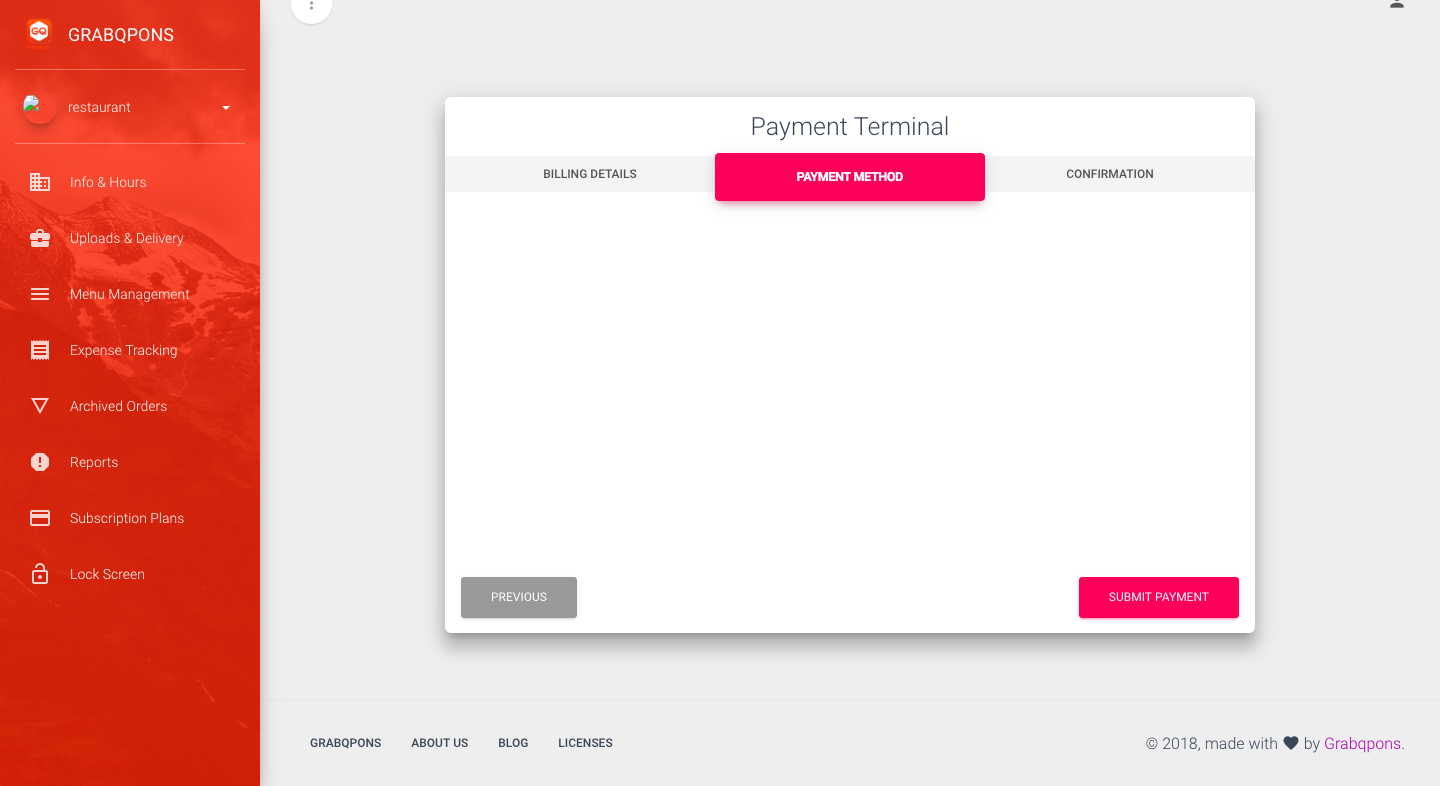 GQ
GRABQPONS
restaurant
Info & Hours
Uploads & Delivery
Menu Management
Expense Tracking
Archived Orders
Reports
Subscription Plans
Lock Screen
Payment Terminal
BILLING DETAILS
PAYMENT METHOD
CONFIRMATION
PREVIOUS
SUBMIT PAYMENT
GRABQPONS ABOUT US BLOG LICENSES
© 2018, made with ♥ by Grabqpons.